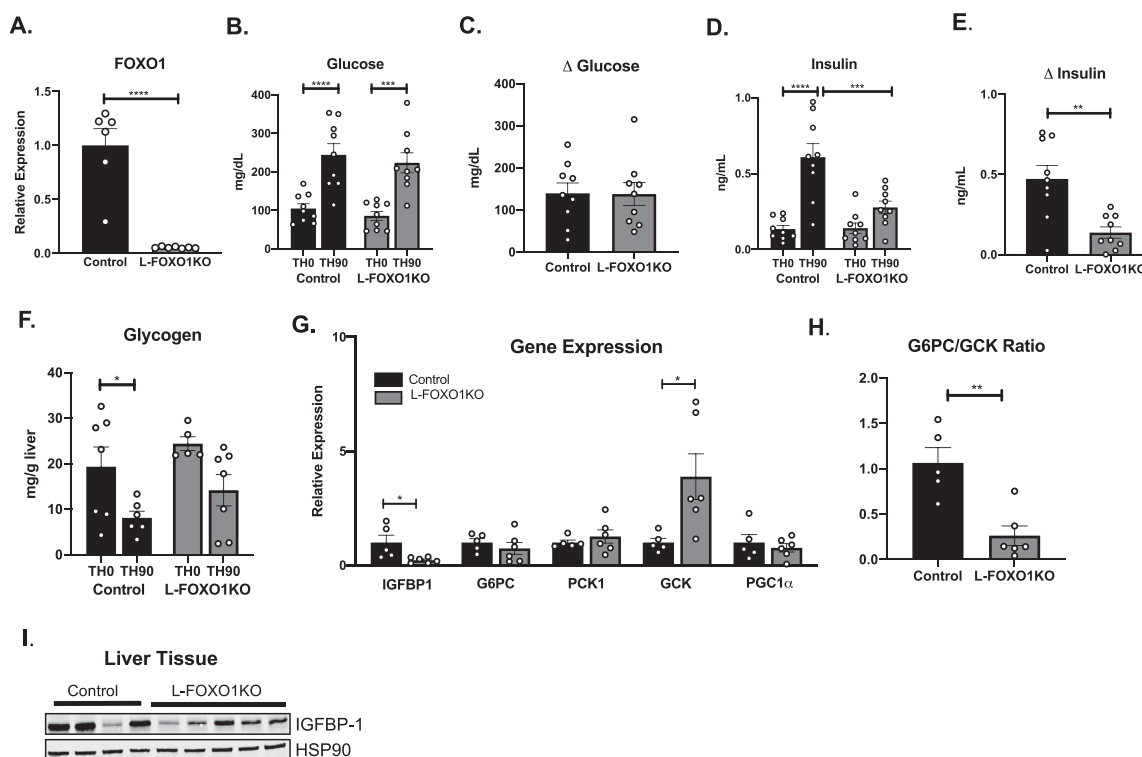 A.
FOXO1
****
Relative Expression
1.5
1.0
0.5
0.0
Control
L-FOXO1KO
B.
Glucose
****
***
mg/dL
400
300
200
100
0
TH0 TH90 TH0 TH90
Control L-FOXO1KO
C.
Δ Glucose
mg/dL
400
300
200
100
0
Control L-FOXO1KO
D.
Insulin
****
***
ng/mL
1.0
0.5
0.0
TH0 TH90 TH0 TH90
Control L-FOXO1KO
E.
Δ Insulin
**
ng/mL
1.0
0.5
0.0
Control L-FOXO1KO
F.
Glycogen
*
mg/g liver
40
30
20
10
0
TH0 TH90 TH0 TH90
Control L-FOXO1KO
G.
Gene Expression
Control
L-FOXO1KO
*
*
Relative Expression
10
5
0
IGFBP1 G6PC PCK1 GCK PGC1α
H.
G6PC/GCK Ratio
**
2.0
1.5
1.0
0.5
0.0
Control L-FOXO1KO
I.
Liver Tissue
Control L-FOXO1KO
IGFBP-1
HSP90